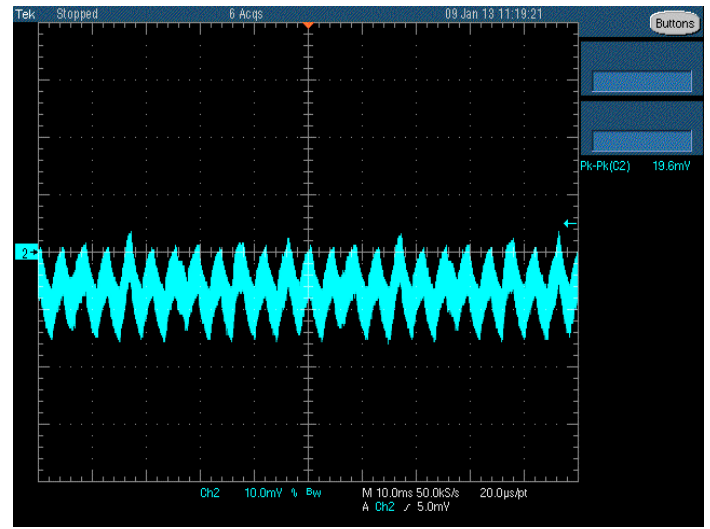 Tek Stopped 6 Acqs 09 Jan 13 11:19:21
Buttons
Pk-Pk(C2) 19.6mV
2
Ch2 10.0mV ∿ Bw M 10.0ms 50.0kS/s 20.0µs/pt
A Ch2 ⁄ 5.0mV